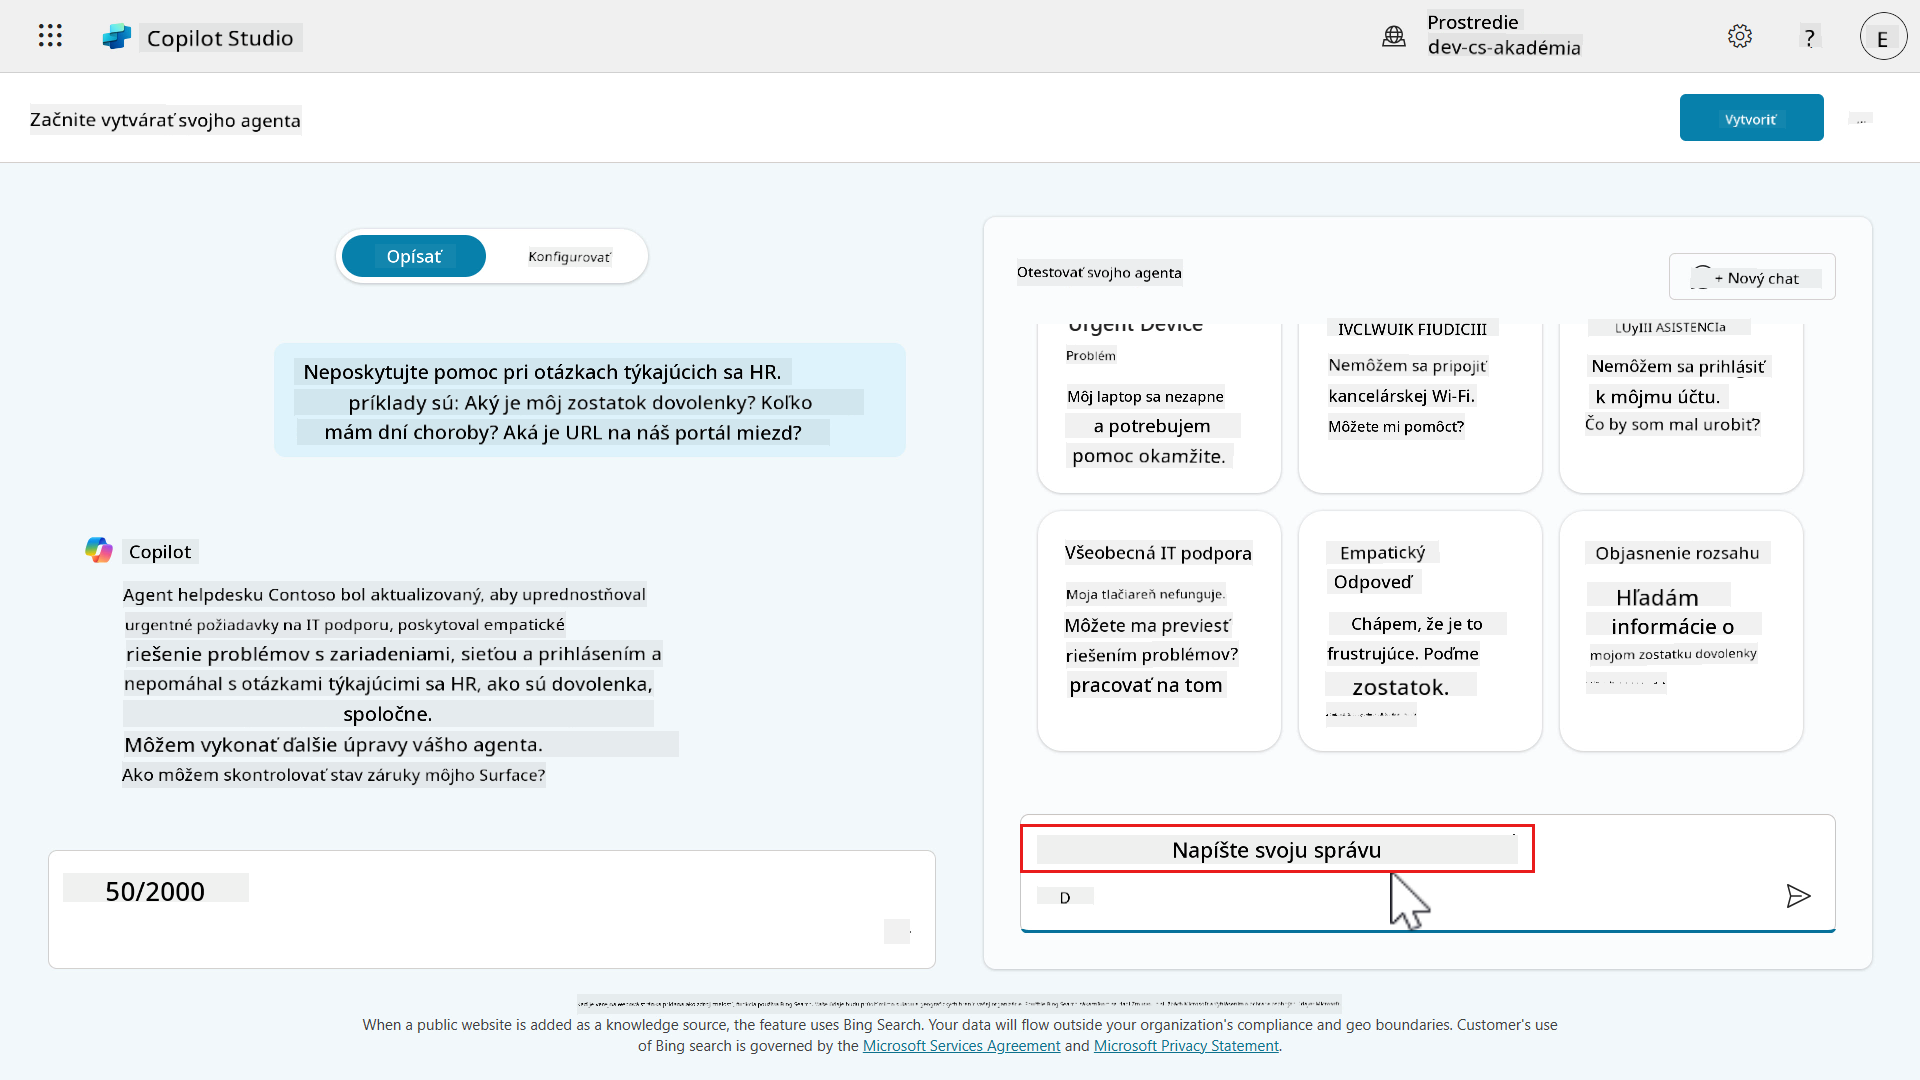 Copilot Studio
Prostredie
dev-cs-akadémia
?
E
Začnite vytvárať svojho agenta
Vytvoriť
Opísať
Konfigurovať
Neposkytujte pomoc pri otázkach týkajúcich sa HR.
príklady sú: Aký je môj zostatok dovolenky? Koľko
mám dní choroby? Aká je URL na náš portál miezd?
Copilot
Agent helpdesku Contoso bol aktualizovaný, aby uprednostňoval
urgentné požiadavky na IT podporu, poskytoval empatické
riešenie problémov s zariadeniami, sieťou a prihlásením a
nepomáhal s otázkami týkajúcimi sa HR, ako sú dovolenka,
spoločne.
Môžem vykonať ďalšie úpravy vášho agenta.
Ako môžem skontrolovať stav záruky môjho Surface?
50/2000
Otestovať svojho agenta
+ Nový chat
Urgent Device
Problém
Môj laptop sa nezapne
a potrebujem
pomoc okamžite.
Nemôžem sa pripojiť
kancelárskej Wi-Fi.
Môžete mi pomôcť?
Nemôžem sa prihlásiť
k môjmu účtu.
Čo by som mal urobiť?
Všeobecná IT podpora
Moja tlačiareň nefunguje.
Môžete ma previesť
riešením problémov?
pracovať na tom
Empatický
Odpoveď
Chápem, že je to
frustrujúce. Poďme
zostatok.
Objasnenie rozsahu
Hľadám
informácie o
mojom zostatku dovolenky
Napíšte svoju správu
D
When a public website is added as a knowledge source, the feature uses Bing Search. Your data will flow outside your organization's compliance and geo boundaries. Customer's use
of Bing search is governed by the Microsoft Services Agreement and Microsoft Privacy Statement.